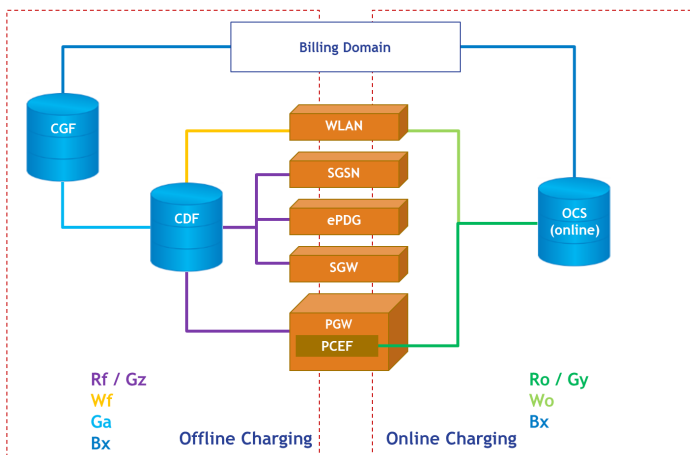 Billing Domain
CGF
WLAN
SGSN
CDF
ePDG
OCS
(online)
SGW
PGW
PCEF
Rf / Gz
Wf
Ga
Bx
Offline Charging
Online Charging
Ro / Gy
Wo
Bx